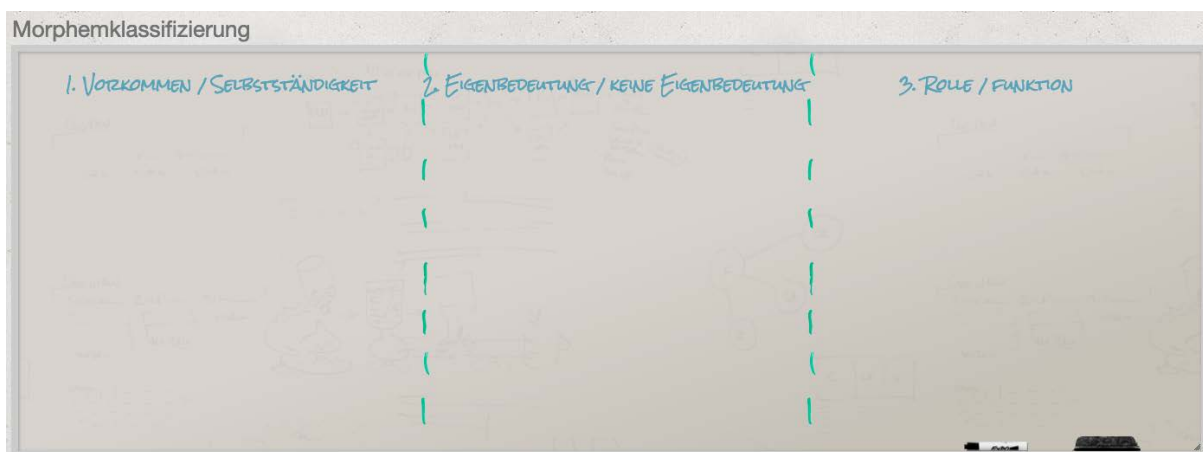 Morphemklassifizierung
1. Vorkommen / Selbstständigkeit
2. Eigenbedeutung / keine Eigenbedeutung
3. Rolle / Funktion